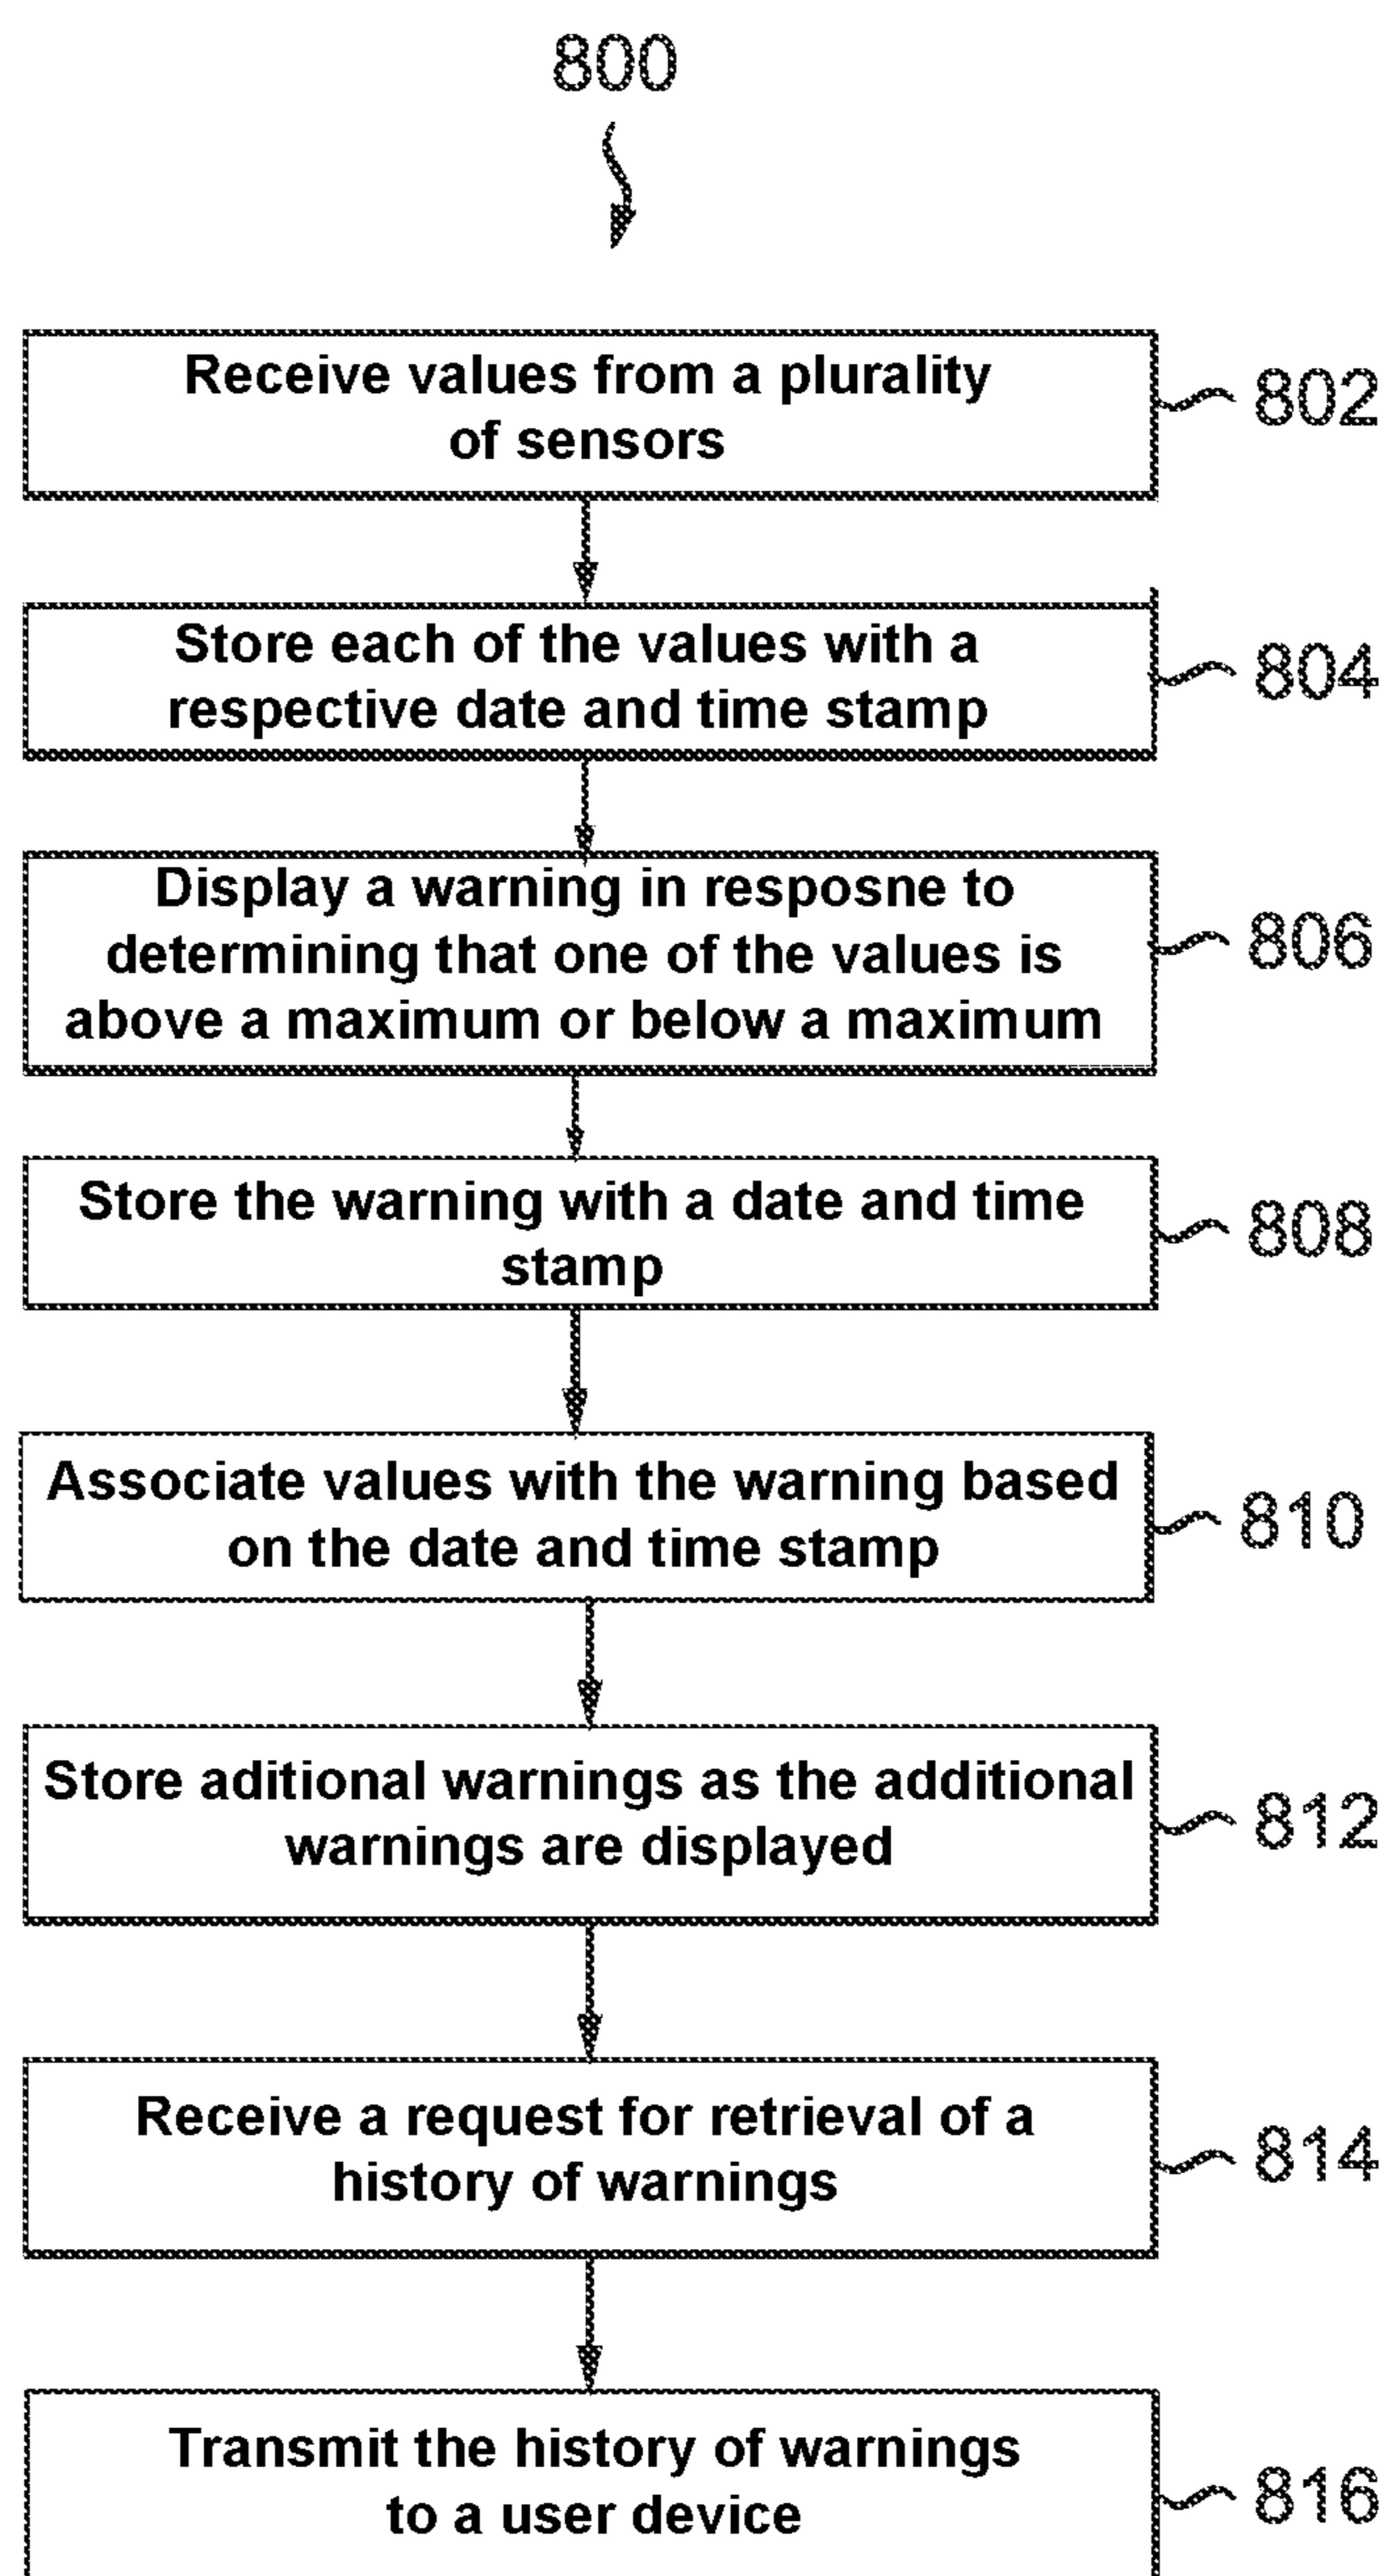 800
Receive values from a plurality
of sensors
802
Store each of the values with a
respective date and time stamp
804
Display a warning in resposne to
determining that one of the values is
above a maximum or below a maximum
806
Store the warning with a date and time
stamp
808
Associate values with the warning based
on the date and time stamp
810
Store aditional warnings as the additional
warnings are displayed
812
Receive a request for retrieval of a
history of warnings
814
Transmit the history of warnings
to a user device
816